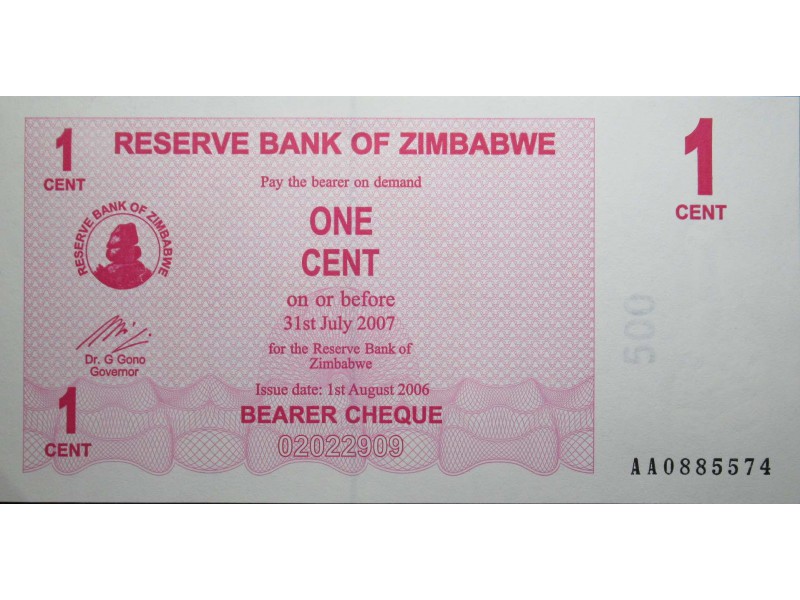 1
CENT
RESERVE BANK OF ZIMBABWE
Pay the bearer on demand
ONE
CENT
on or before
31st July 2007
for the Reserve Bank of
Zimbabwe
Issue date: 1st August 2006
BEARER CHEQUE
02022909
RESERVE BANK OF ZIMBABWE
Dr. G Gono
Governor
1
CENT
1
CENT
500
AA0885574